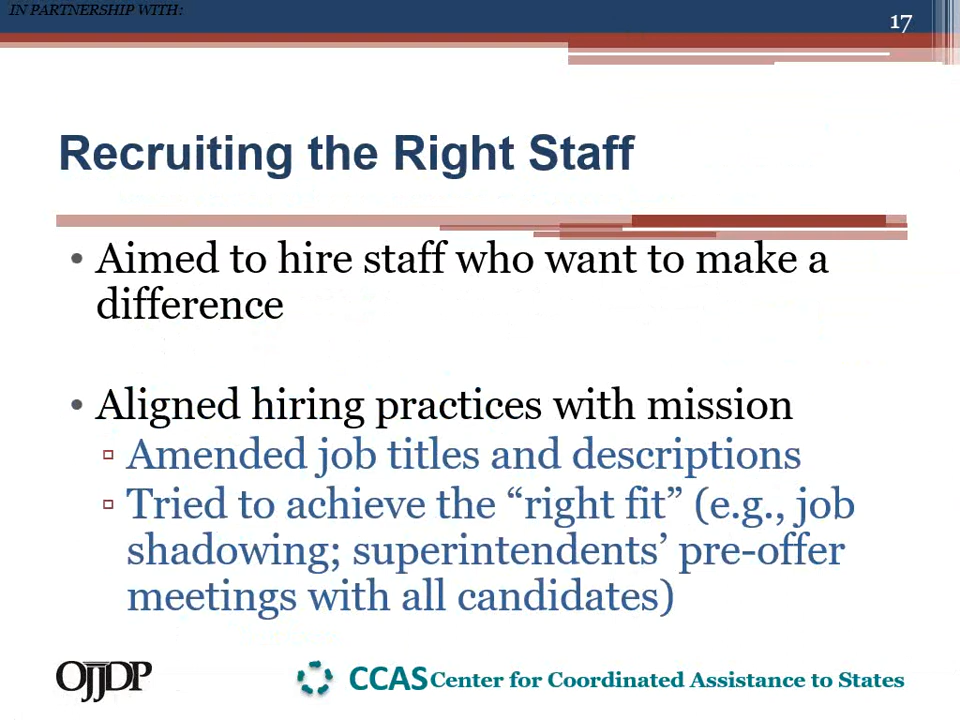 IN PARTNERSHIP WITH:
17
Recruiting the Right Staff
• Aimed to hire staff who want to make a
difference
• Aligned hiring practices with mission
▫ Amended job titles and descriptions
▫ Tried to achieve the “right fit” (e.g., job
shadowing; superintendents’ pre-offer
meetings with all candidates)
OJJDP
CCAS Center for Coordinated Assistance to States